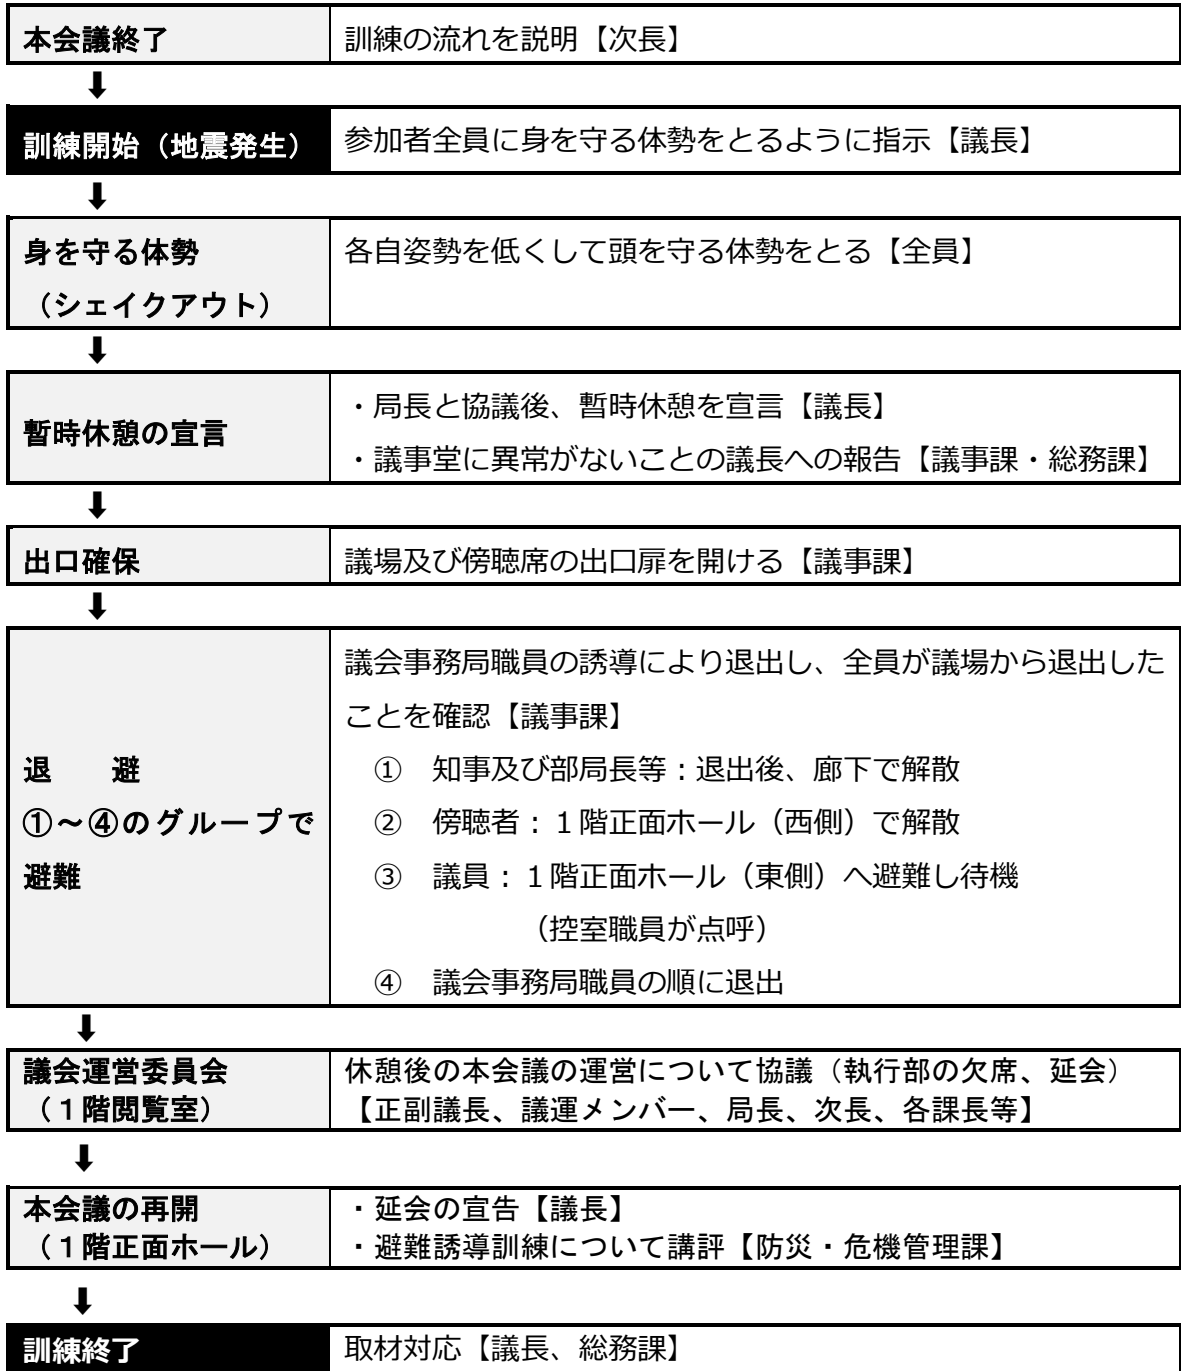 本会議終了
訓練の流れを説明【次長】
訓練開始（地震発生）
参加者全員に身を守る体勢をとるように指示【議長】
身を守る体勢
（シェイクアウト）
各自姿勢を低くして頭を守る体勢をとる【全員】
暫時休憩の宣言
・局長と協議後、暫時休憩を宣言【議長】
・議事堂に異常がないことの議長への報告【議事課・総務課】
出口確保
議場及び傍聴席の出口扉を開ける【議事課】
退　　避
①～④のグループで
避難
議会事務局職員の誘導により退出し、全員が議場から退出した
ことを確認【議事課】
①　知事及び部局長等：退出後、廊下で解散
②　傍聴者：１階正面ホール（西側）で解散
③　議員：１階正面ホール（東側）へ避難し待機
（控室職員が点呼）
④　議会事務局職員の順に退出
議会運営委員会
（１階閲覧室）
休憩後の本会議の運営について協議（執行部の欠席、延会）
【正副議長、議運メンバー、局長、次長、各課長等】
本会議の再開
（１階正面ホール）
・延会の宣告【議長】
・避難誘導訓練について講評【防災・危機管理課】
訓練終了
取材対応【議長、総務課】